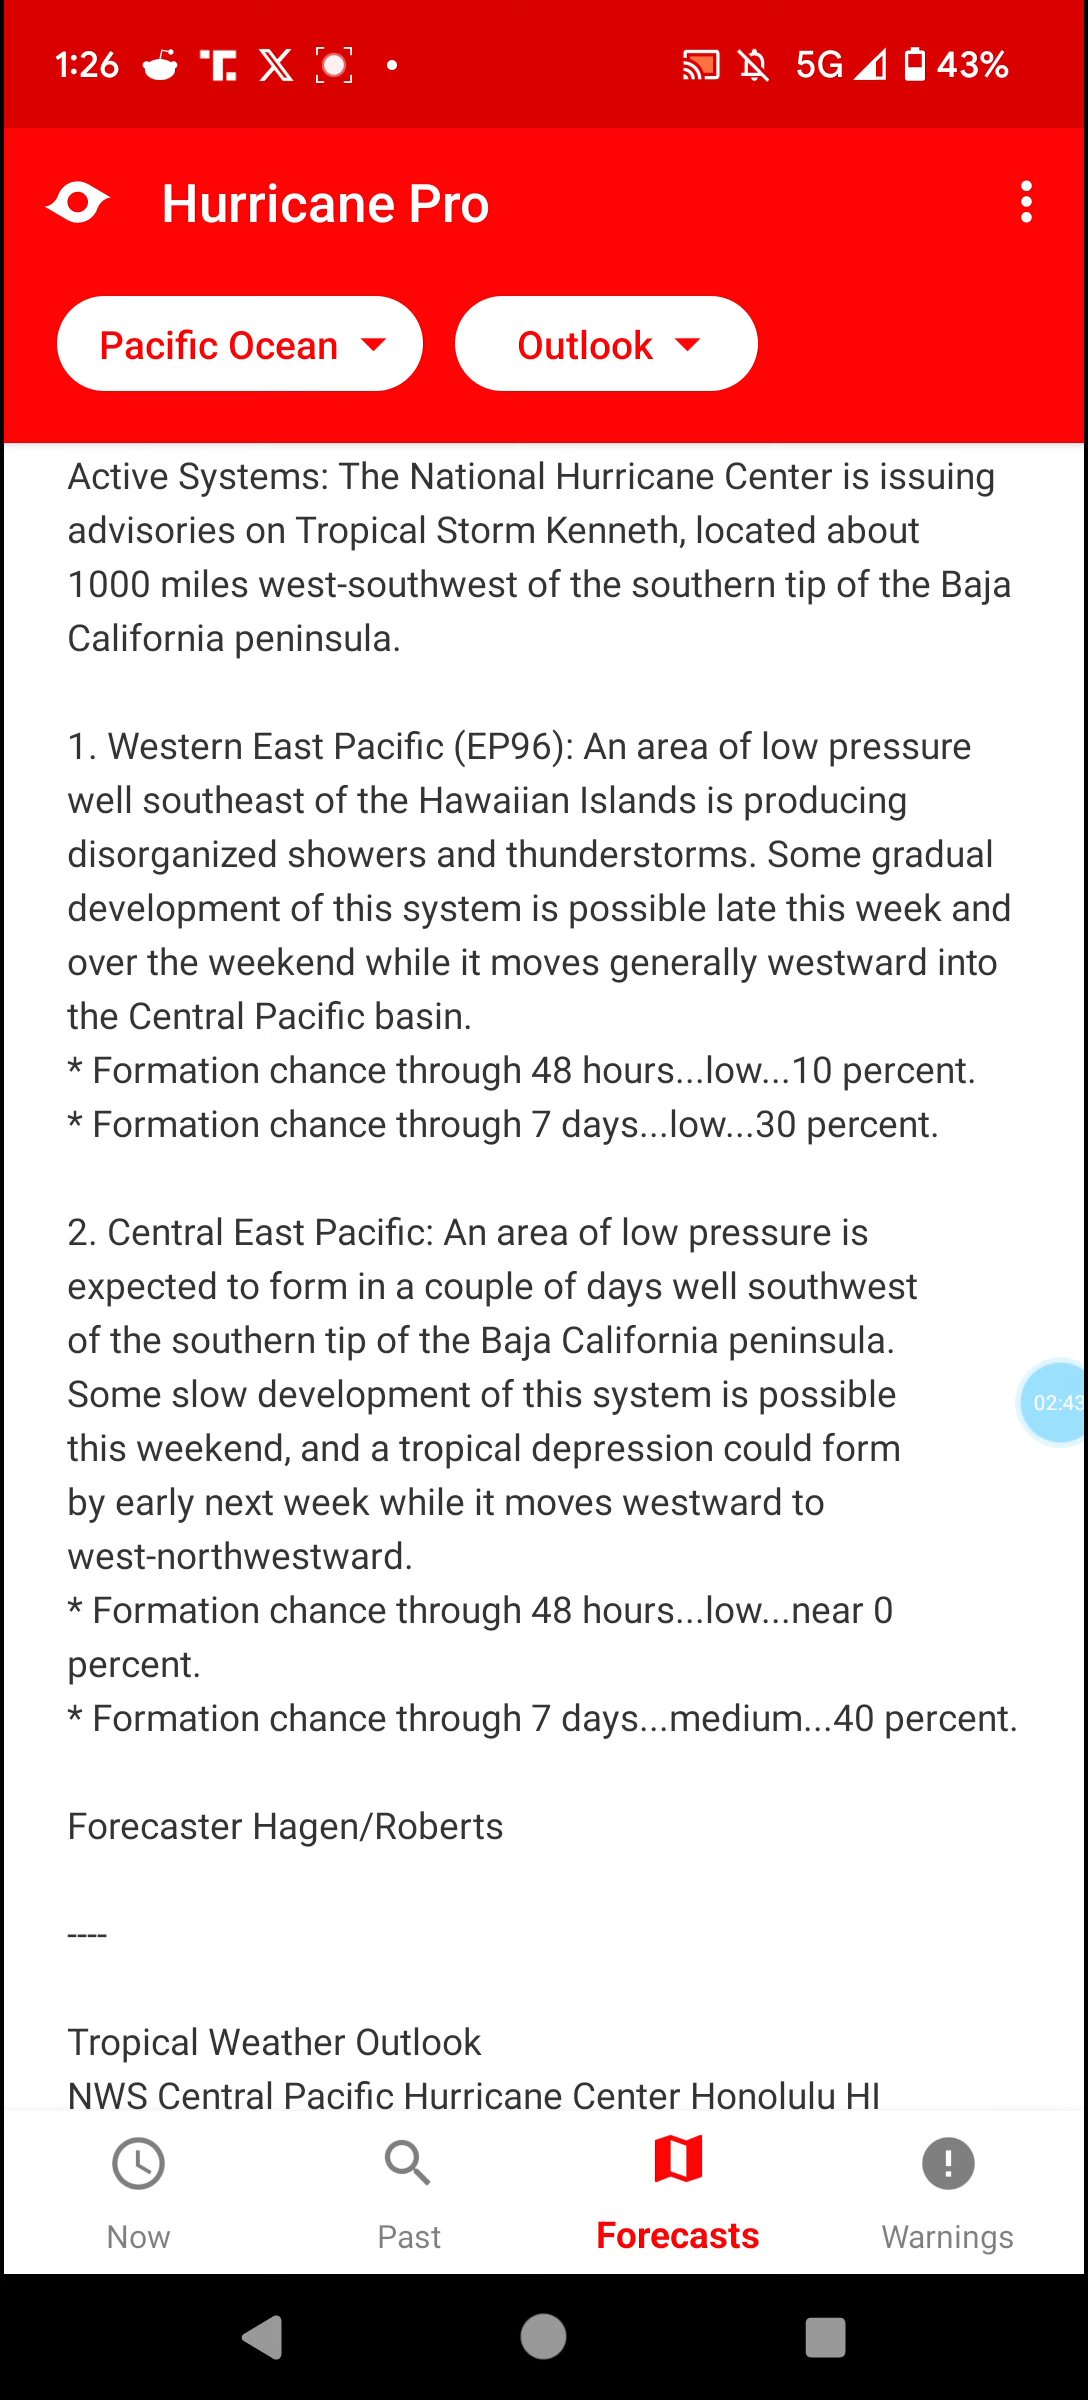 1:26 5G 43%
Hurricane Pro
Pacific Ocean Outlook
Active Systems: The National Hurricane Center is issuing
advisories on Tropical Storm Kenneth, located about
1000 miles west-southwest of the southern tip of the Baja
California peninsula.
1. Western East Pacific (EP96): An area of low pressure
well southeast of the Hawaiian Islands is producing
disorganized showers and thunderstorms. Some gradual
development of this system is possible late this week and
over the weekend while it moves generally westward into
the Central Pacific basin.
* Formation chance through 48 hours...low...10 percent.
* Formation chance through 7 days...low...30 percent.
2. Central East Pacific: An area of low pressure is
expected to form in a couple of days well southwest
of the southern tip of the Baja California peninsula.
Some slow development of this system is possible
this weekend, and a tropical depression could form
by early next week while it moves westward to
west-northwestward.
* Formation chance through 48 hours...low...near 0
percent.
* Formation chance through 7 days...medium...40 percent.
02:43
Forecaster Hagen/Roberts
----
Tropical Weather Outlook
NWS Central Pacific Hurricane Center Honolulu HI
Now Past Forecasts Warnings